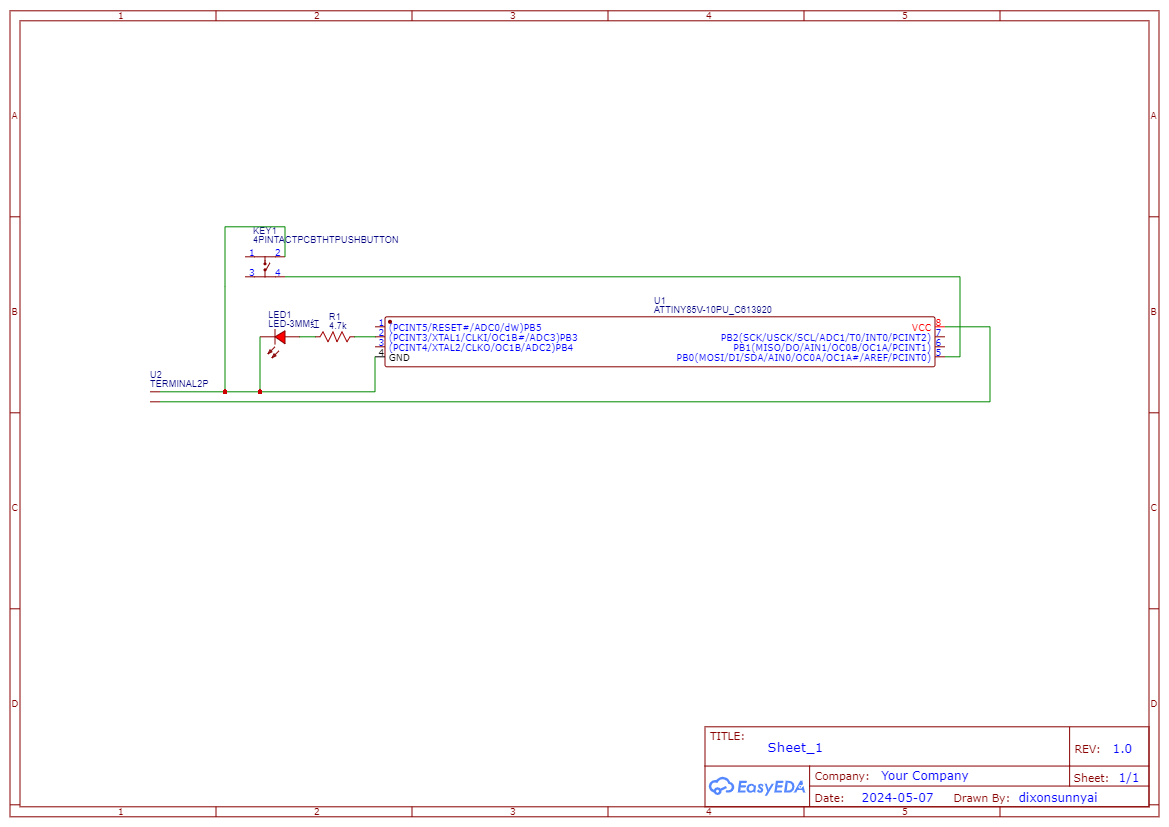 1 2 3 4 5
A A
KEY1
4PINTACTPCBTHTPUSHBUTTON
1 2
3 4
B B
U1
ATTINY85V-10PU_C613920
LED1
LED-3MM红
R1
4.7k
1 (PCINT5/RESET#/ADC0/dW)PB5
2 (PCINT3/XTAL1/CLKI/OC1B#/ADC3)PB3
3 (PCINT4/XTAL2/CLKO/OC1B/ADC2)PB4
4 GND
VCC 8
PB2(SCK/USCK/SCL/ADC1/T0/INT0/PCINT2) 7
PB1(MISO/DO/AIN1/OC0B/OC1A/PCINT1) 6
PB0(MOSI/DI/SDA/AIN0/OC0A/OC1A#/AREF/PCINT0) 5
U2
TERMINAL2P
C C
D D
TITLE:
Sheet_1
REV: 1.0
EasyEDA
Company: Your Company
Sheet: 1/1
Date: 2024-05-07 Drawn By: dixonsunnyai
1 2 3 4 5